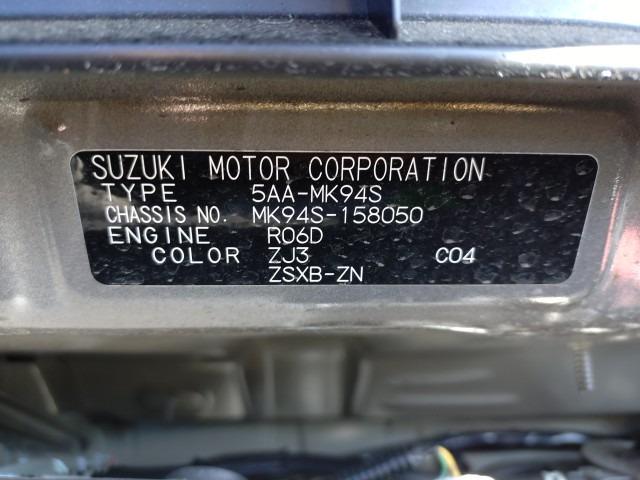 SUZUKI MOTOR CORPORATION
TYPE 5AA-MK94S
CHASSIS NO. MK94S-158050
ENGINE R06D
COLOR ZJ3 C04
ZSXB-ZN